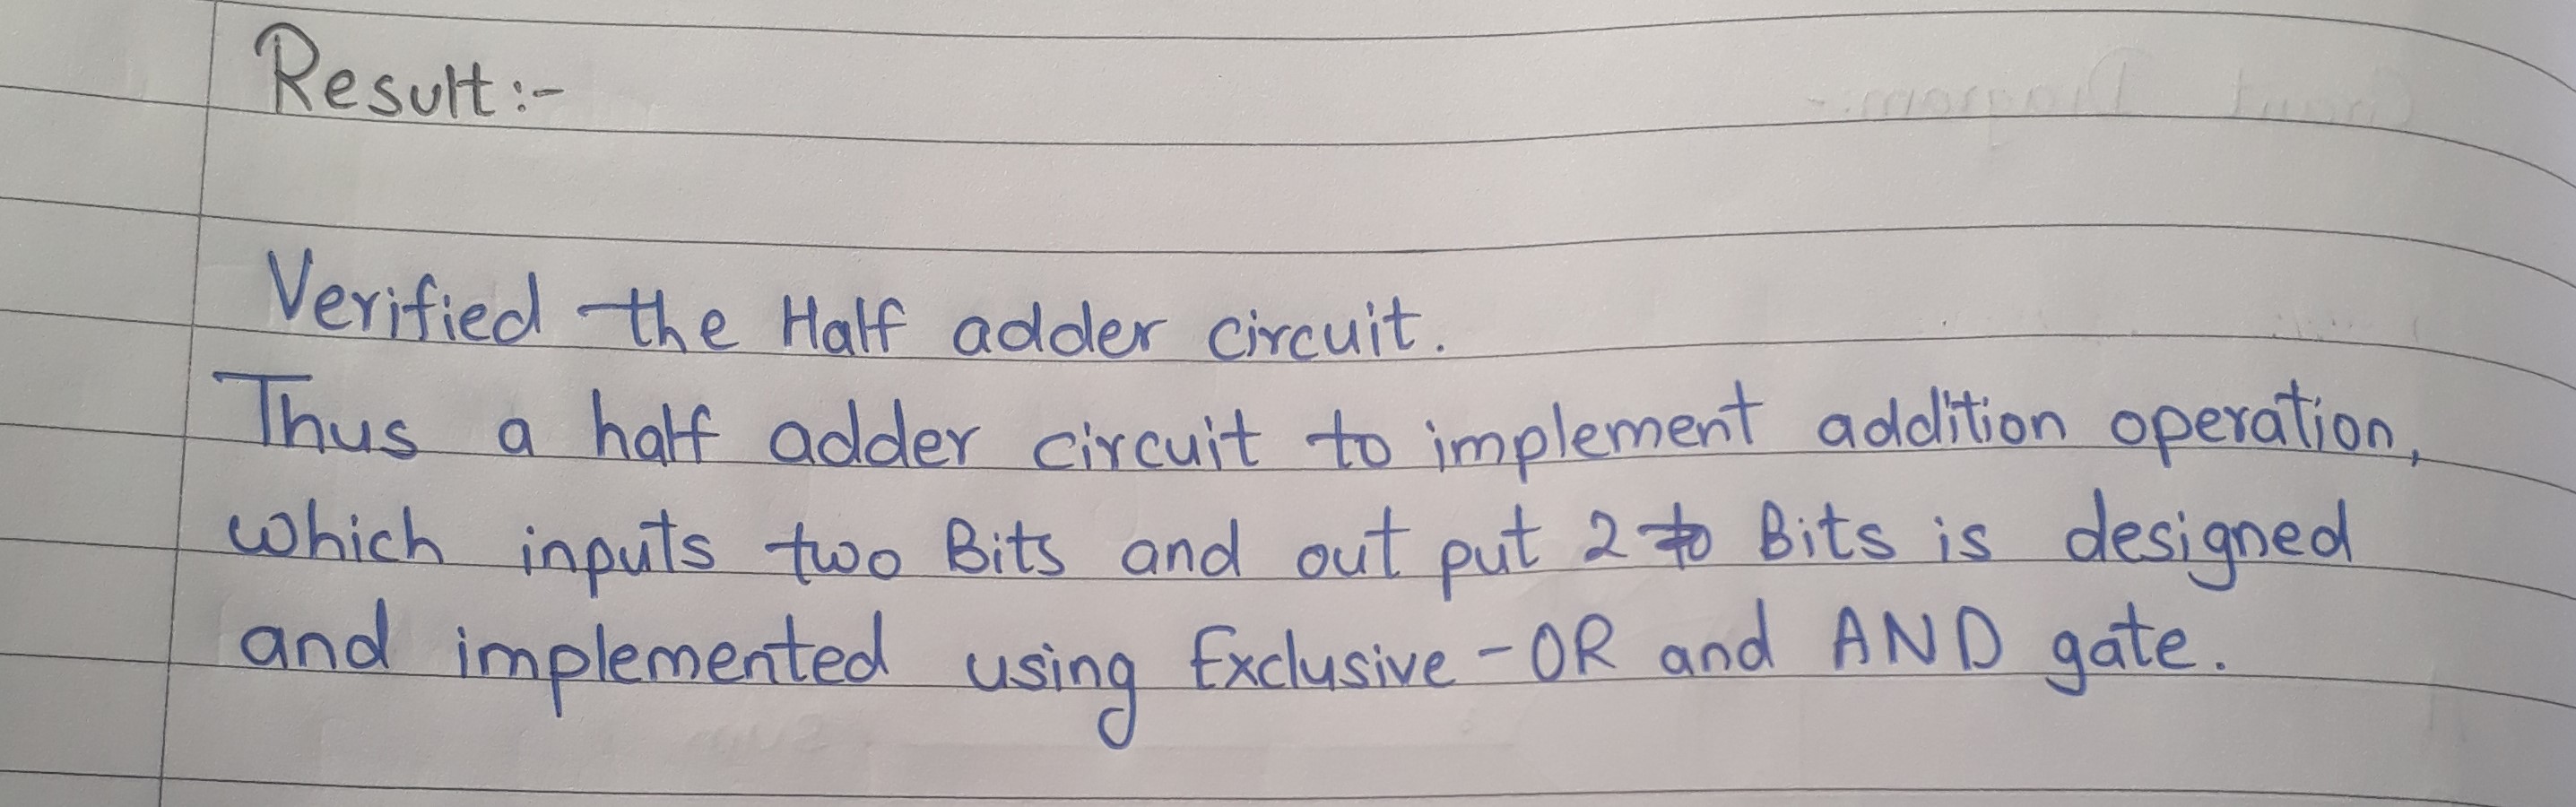 Result:-
Verified the Half adder circuit.
Thus a half adder circuit to implement addition operation,
which inputs two Bits and out put 2 Bits is designed
and implemented using Exclusive-OR and AND gate.